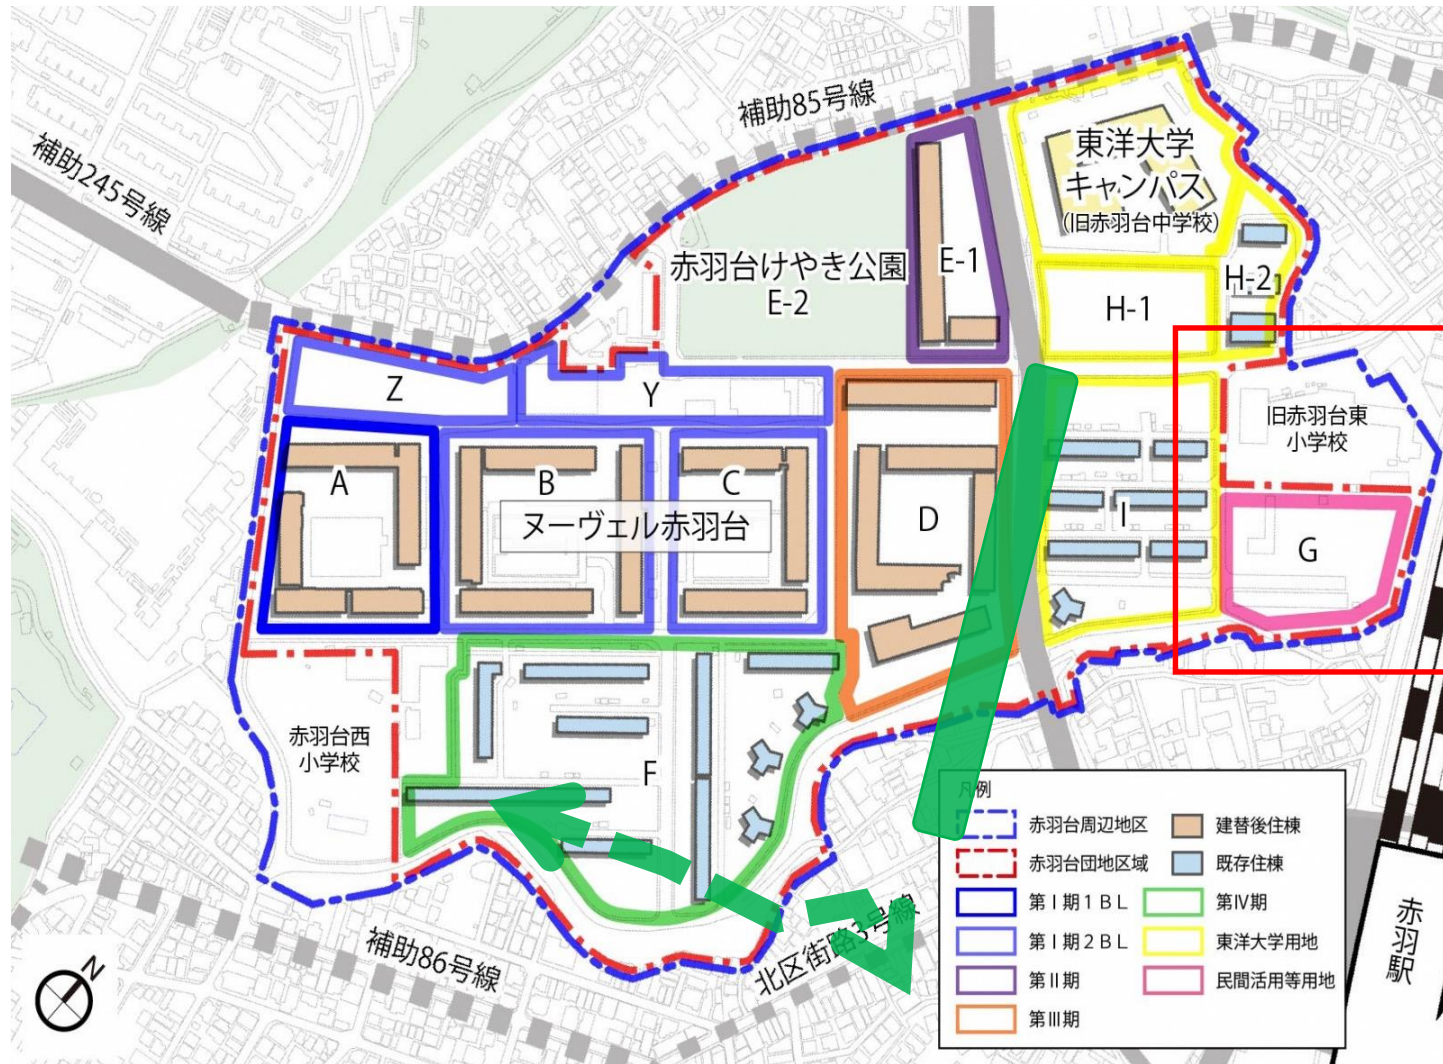 補助85号線
補助245号線
東洋大学
キャンパス
(旧赤羽台中学校)
赤羽台けやき公園
E-2
E-1
H-1
H-2
Z
Y
旧赤羽台東
小学校
A
B
C
D
I
G
ヌーヴェル赤羽台
赤羽台西
小学校
F
補助86号線
北区街路3号線
赤羽駅
N
凡例
赤羽台周辺地区
建替後住棟
赤羽台団地区域
既存住棟
第Ⅰ期1BL
第Ⅳ期
第Ⅰ期2BL
東洋大学用地
第Ⅱ期
民間活用等用地
第Ⅲ期